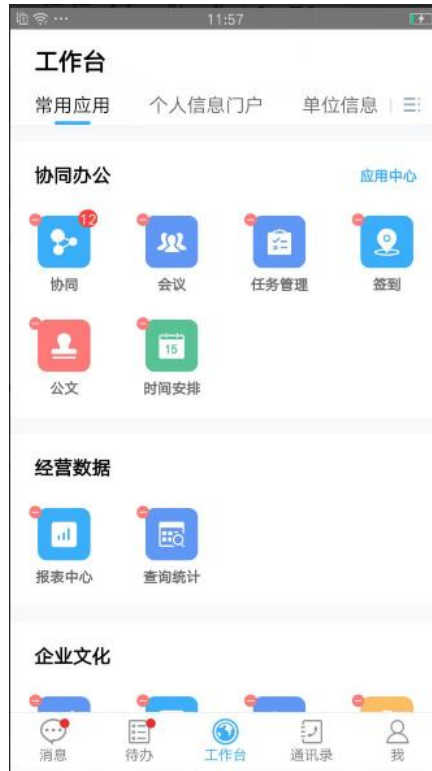 11:57
工作台
常用应用 个人信息门户 单位信息
协同办公 应用中心
12
协同 会议 任务管理 签到
15
公文 时间安排
经营数据
报表中心 查询统计
企业文化
消息 待办 工作台 通讯录 我